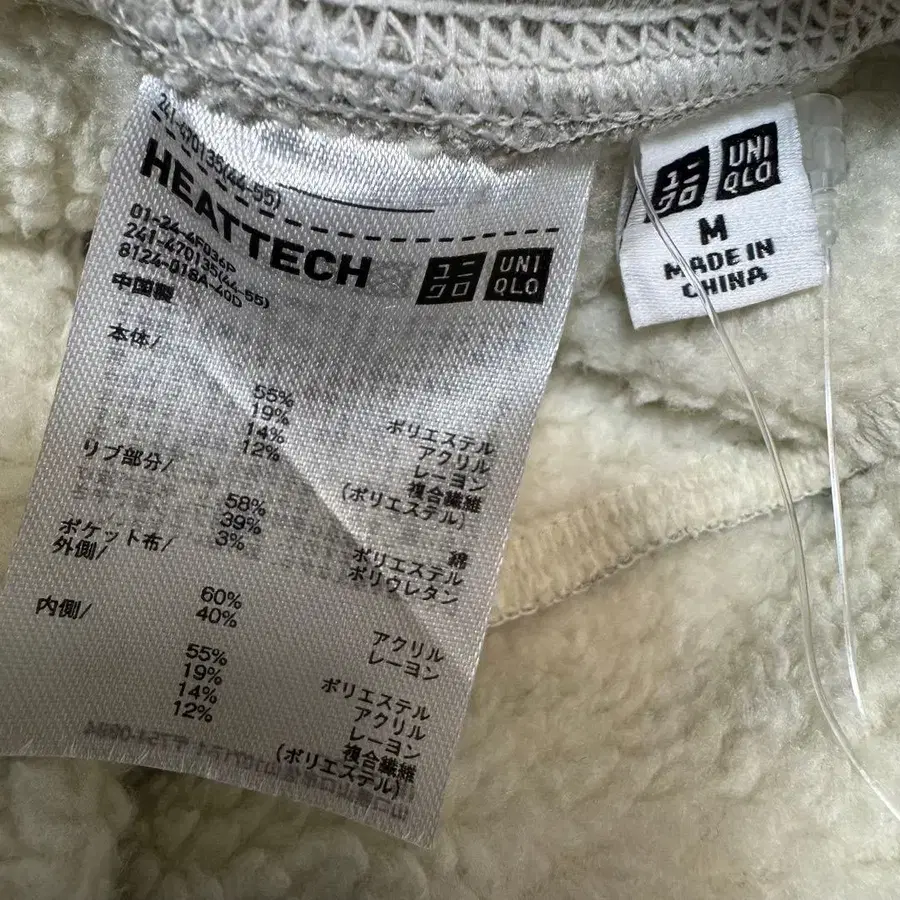 241-470135(44-55)
HEATTECH
ユニクロ
UNI
QLO
01-24-4F036P
241-470135(44-55)
8124-018A-40D
中国製
本体/
55% ポリエステル
19% アクリル
14% レーヨン
12% 複合繊維
(ポリエステル)
リブ部分/
58% 綿
39% ポリエステル
3% ポリウレタン
ポケット布/
外側/
60% アクリル
40% レーヨン
内側/
55% ポリエステル
19% アクリル
14% レーヨン
12% 複合繊維
(ポリエステル)
ユニクロ
UNI
QLO
M
MADE IN
CHINA